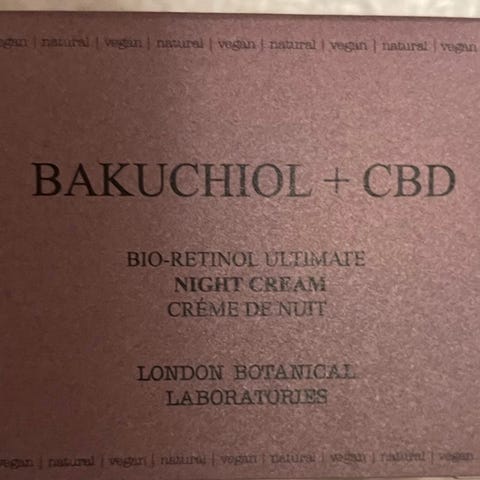 vegan | natural | vegan | natural | vegan | natural | vegan | natural | vegan
BAKUCHIOL + CBD
BIO-RETINOL ULTIMATE
NIGHT CREAM
CRÉME DE NUIT
LONDON BOTANICAL
LABORATORIES
vegan | natural | vegan | natural | vegan | natural | vegan | natural | vegan